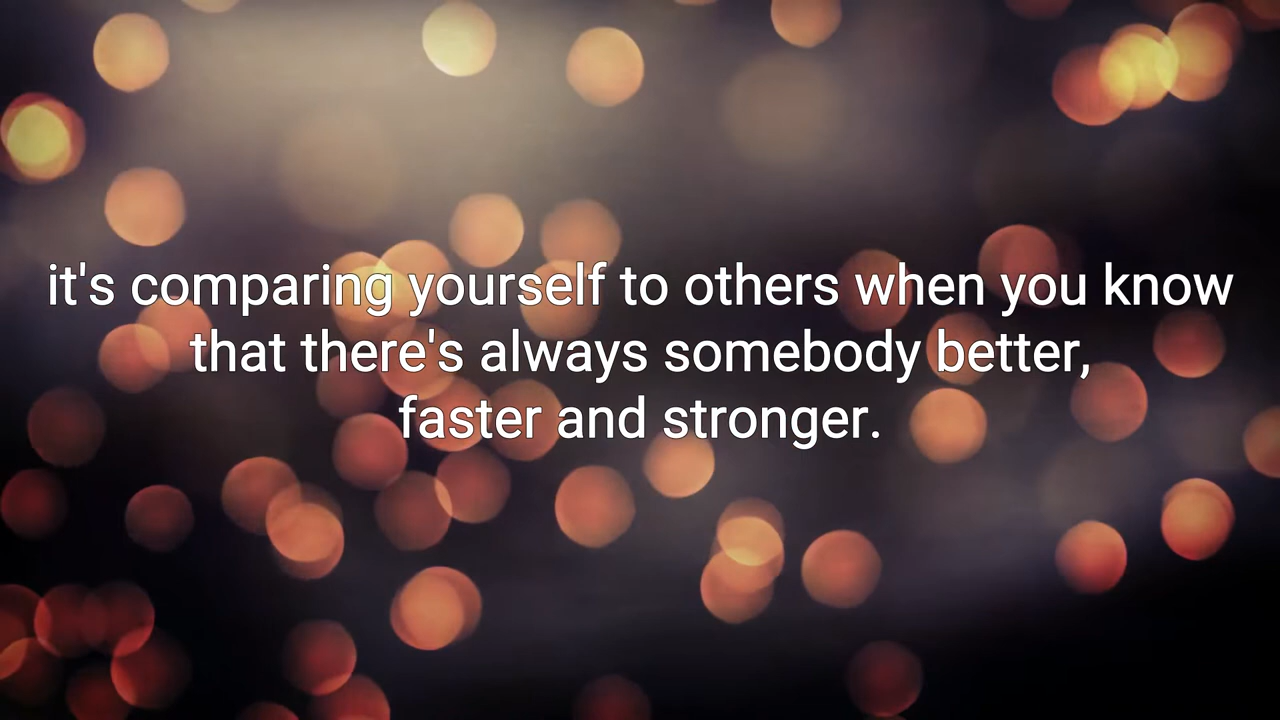 it's comparing yourself to others when you know
that there's always somebody better,
faster and stronger.